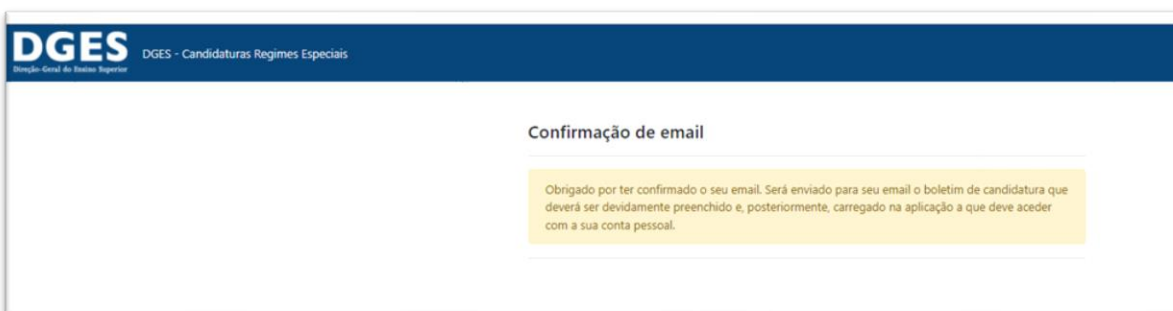 DGES
Direção-Geral do Ensino Superior
DGES - Candidaturas Regimes Especiais
Confirmação de email
Obrigado por ter confirmado o seu email. Será enviado para seu email o boletim de candidatura que
deverá ser devidamente preenchido e, posteriormente, carregado na aplicação a que deve aceder
com a sua conta pessoal.